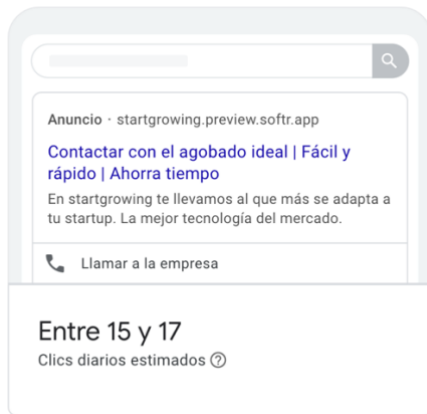 Anuncio · startgrowing.preview.softr.app
Contactar con el agobado ideal | Fácil y
rápido | Ahorra tiempo
En startgrowing te llevamos al que más se adapta a
tu startup. La mejor tecnología del mercado.
Llamar a la empresa
Entre 15 y 17
Clics diarios estimados ?